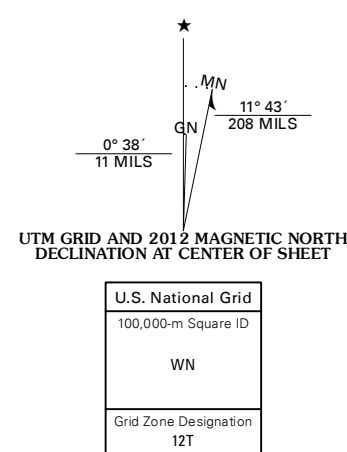 ★
MN
11° 43´
208 MILS
GN
0° 38´
11 MILS
UTM GRID AND 2012 MAGNETIC NORTH
DECLINATION AT CENTER OF SHEET
U.S. National Grid
100,000-m Square ID
WN
Grid Zone Designation
12T